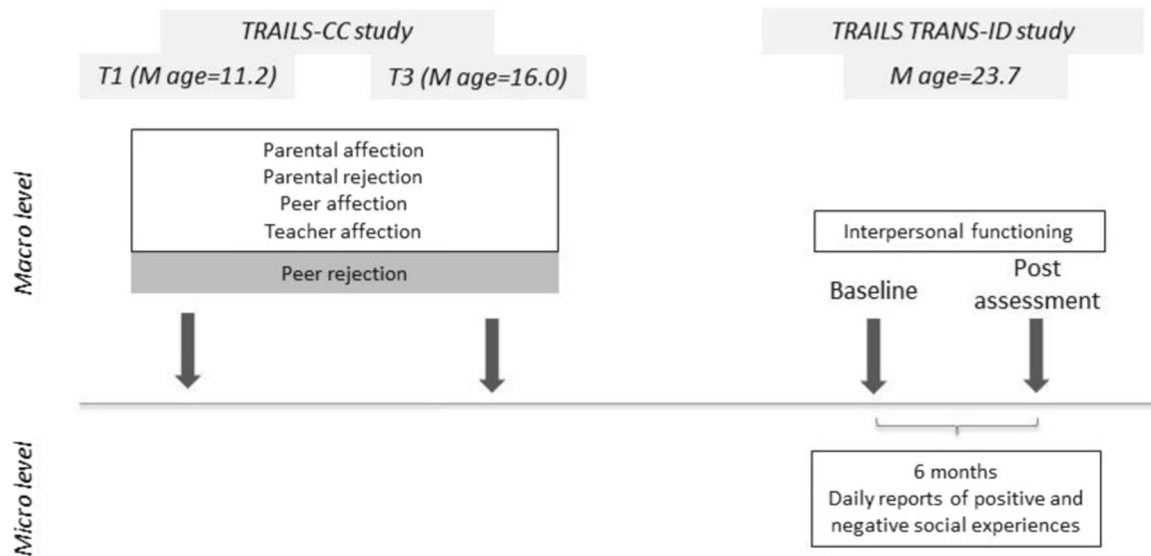 TRAILS-CC study
TRAILS TRANS-ID study
T1 (M age=11.2)
T3 (M age=16.0)
M age=23.7
Macro level
Parental affection
Parental rejection
Peer affection
Teacher affection
Peer rejection
Interpersonal functioning
Baseline
Post
assessment
Micro level
6 months
Daily reports of positive and
negative social experiences